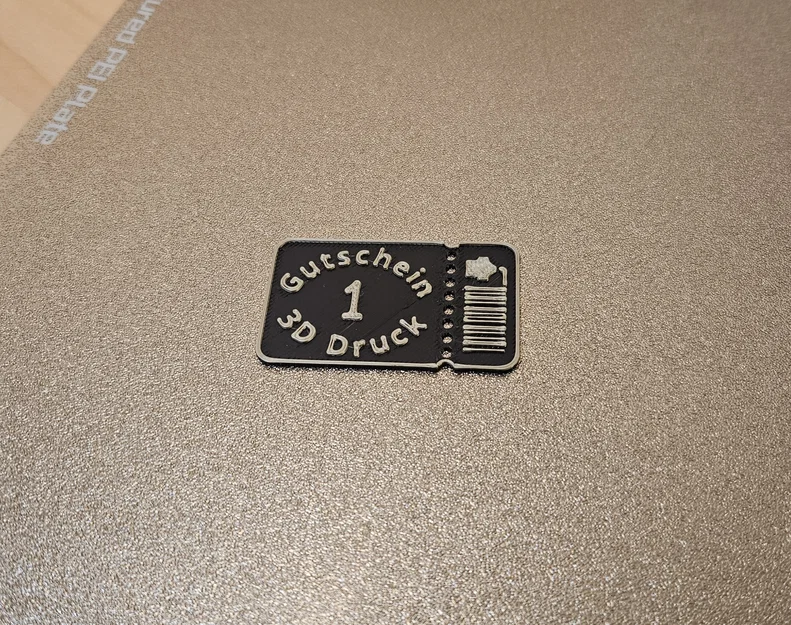 ured PEI Plate
Gutschein
1
3D Druck